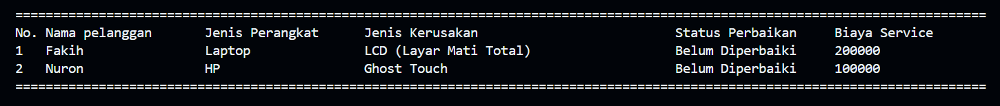 ================================================================================================================================
No. Nama pelanggan       Jenis Perangkat      Jenis Kerusakan                          Status Perbaikan     Biaya Service
1   Fakih                Laptop               LCD (Layar Mati Total)                   Belum Diperbaiki     200000
2   Nuron                HP                   Ghost Touch                              Belum Diperbaiki     100000
================================================================================================================================